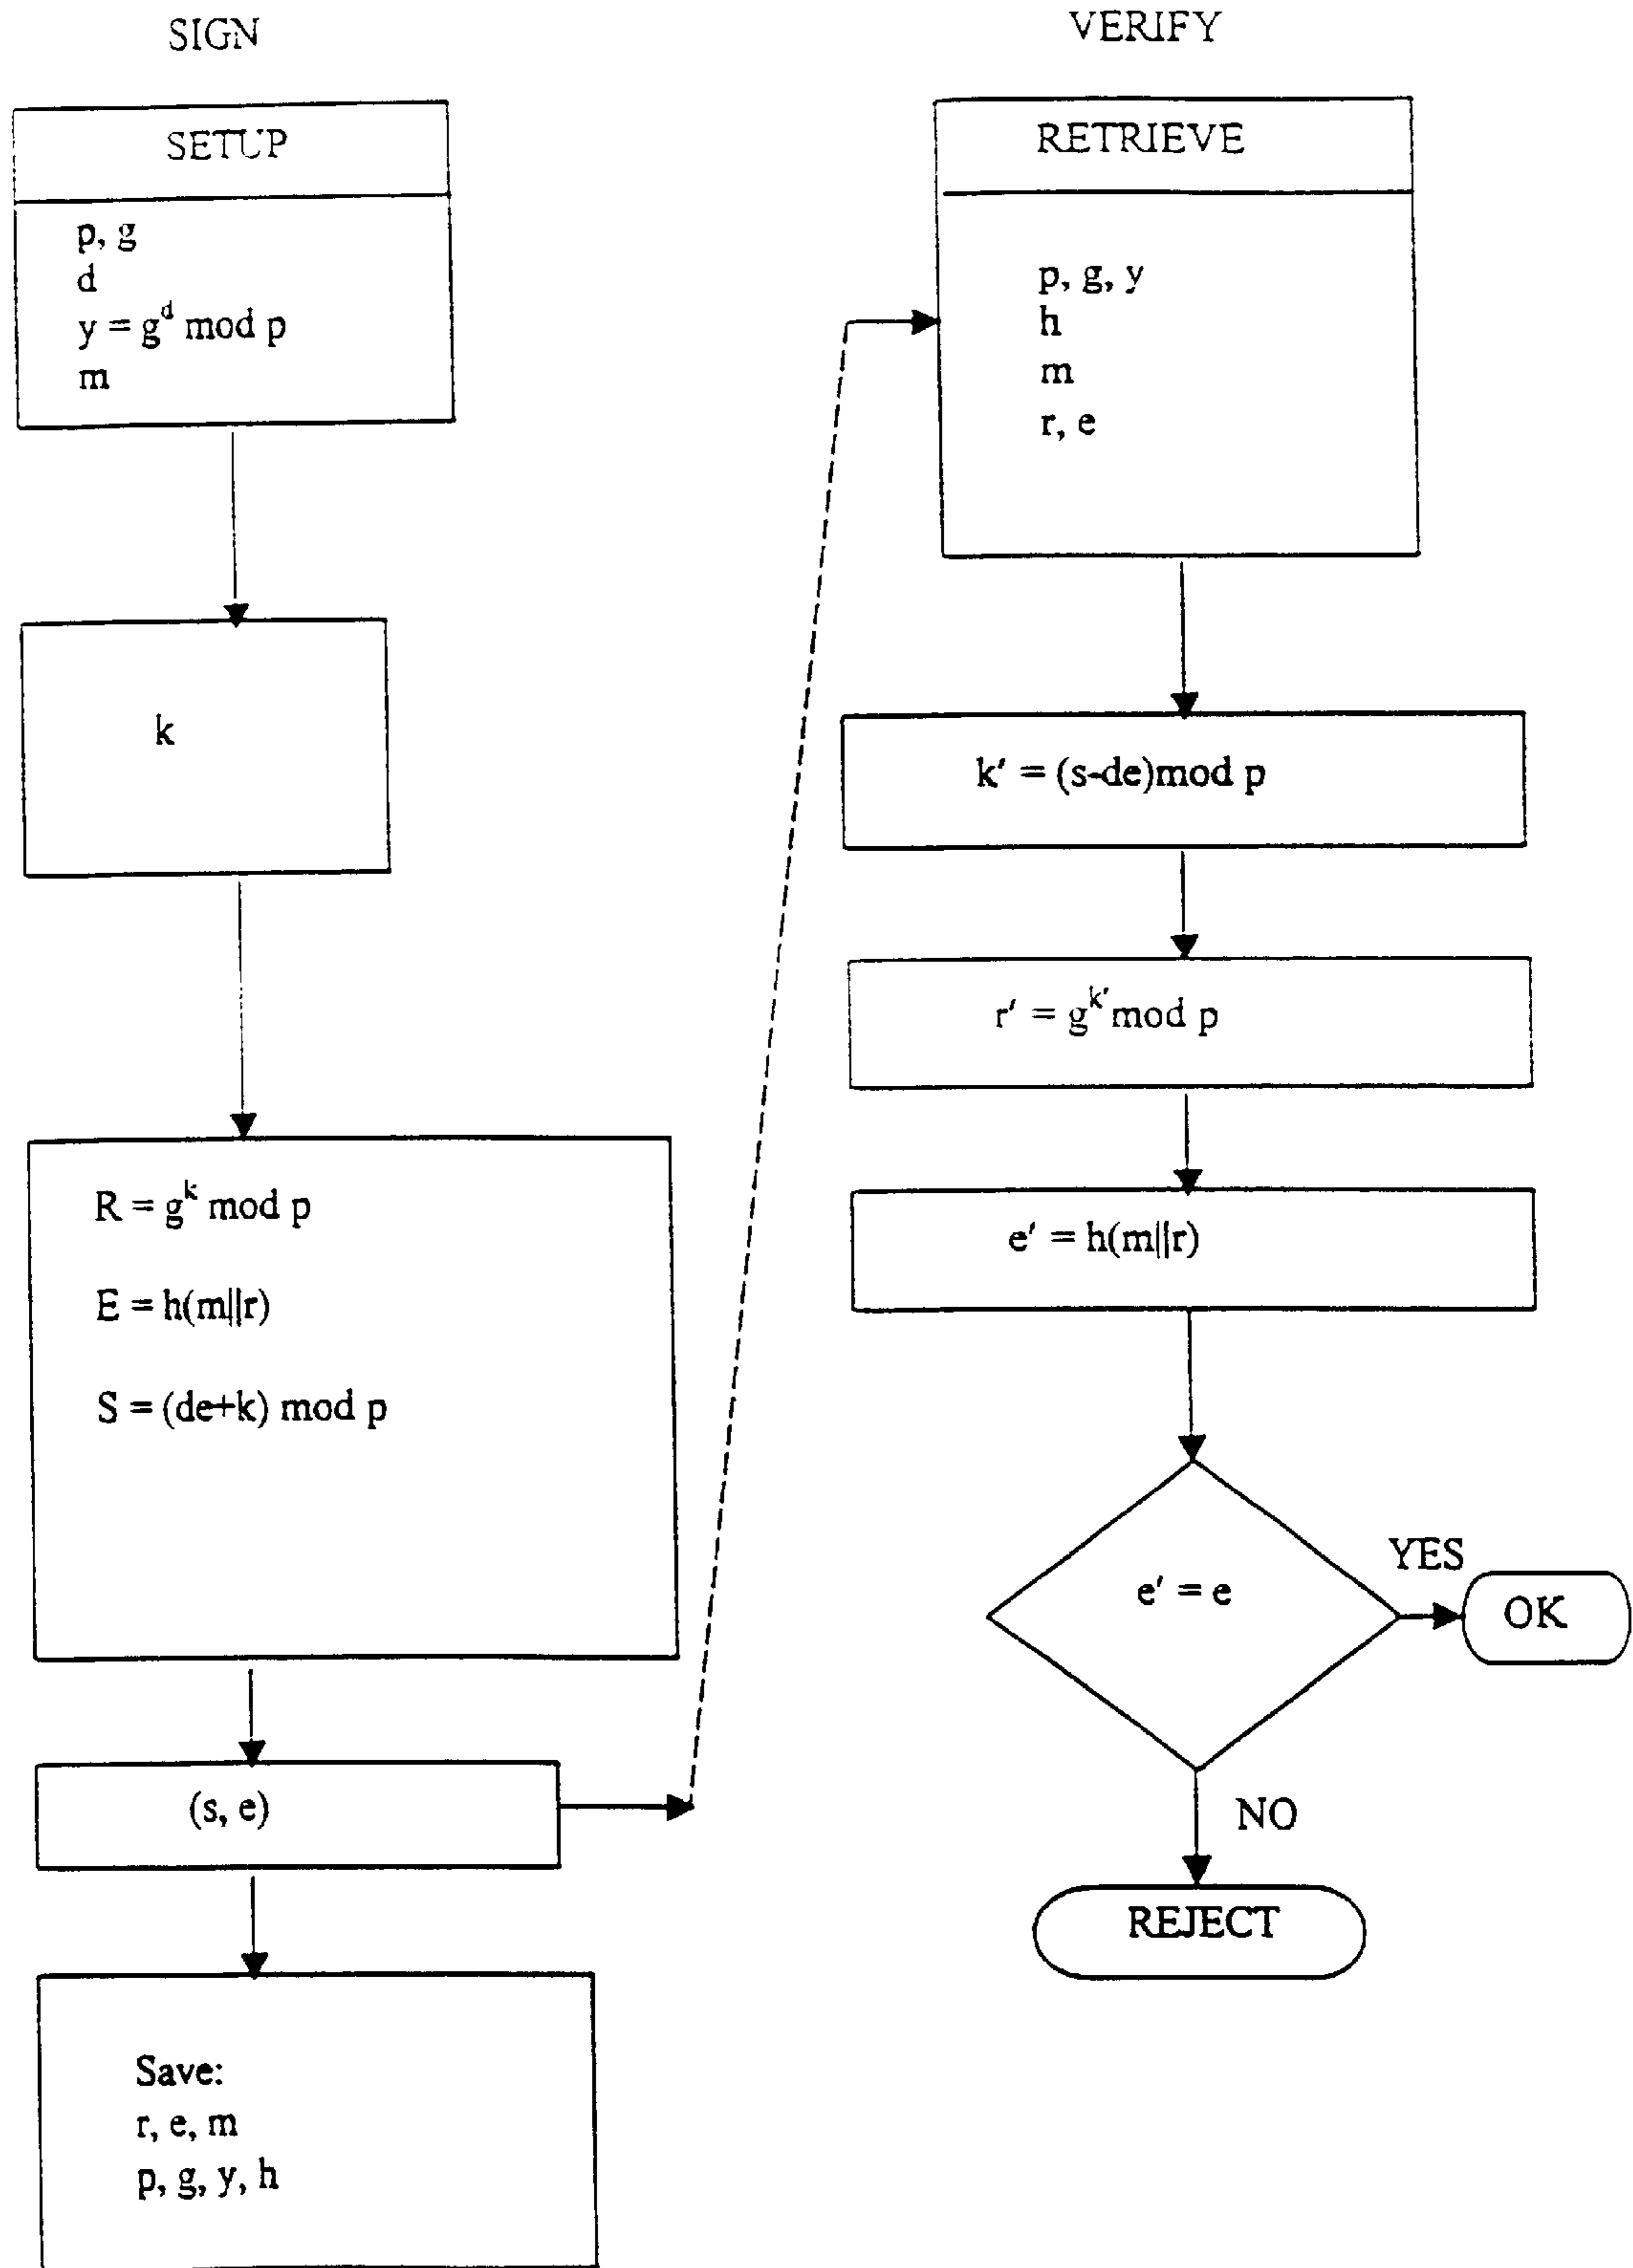 SIGN
SETUP
p, g
d
y = g^d mod p
m
k
R = g^k mod p
E = h(m||r)
S = (de+k) mod p
(s, e)
Save:
r, e, m
p, g, y, h
VERIFY
RETRIEVE
p, g, y
h
m
r, e
k' = (s-de)mod p
r' = g^k' mod p
e' = h(m||r)
e' = e
YES
OK
NO
REJECT